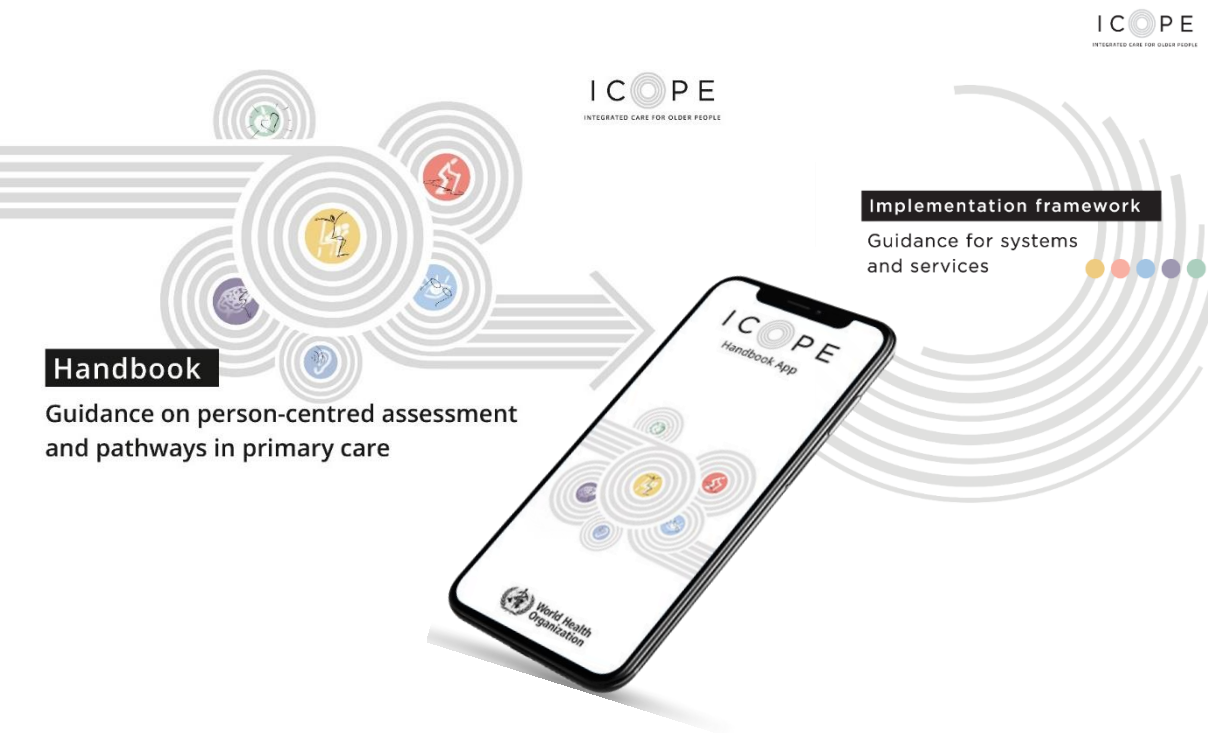 ICOPE
INTEGRATED CARE FOR OLDER PEOPLE
ICOPE
INTEGRATED CARE FOR OLDER PEOPLE
Implementation framework
Guidance for systems
and services
Handbook
Guidance on person-centred assessment
and pathways in primary care
ICOPE
Handbook App
World Health
Organization